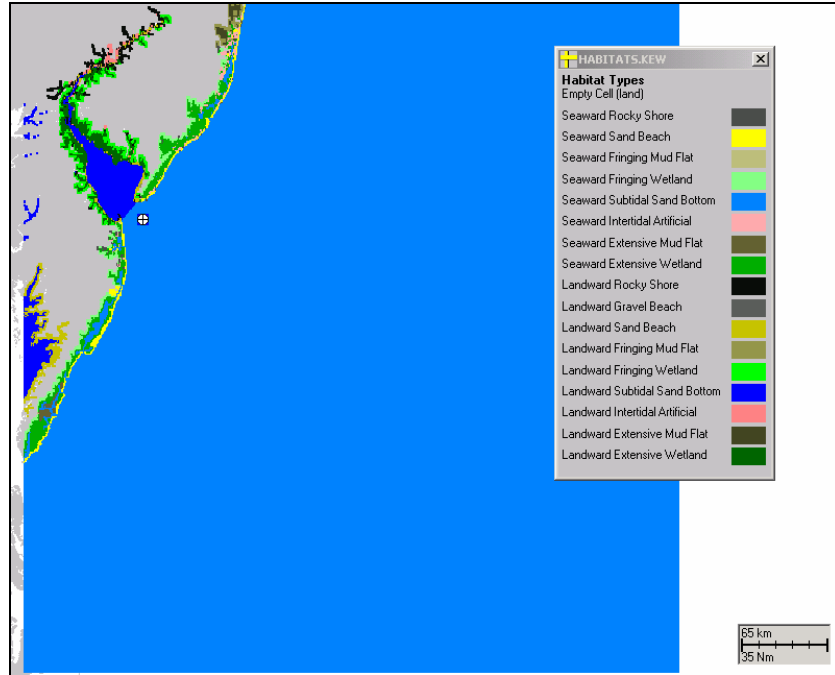 HABITATS.KEW
Habitat Types
Empty Cell (land)
Seaward Rocky Shore
Seaward Sand Beach
Seaward Fringing Mud Flat
Seaward Fringing Wetland
Seaward Subtidal Sand Bottom
Seaward Intertidal Artificial
Seaward Extensive Mud Flat
Seaward Extensive Wetland
Landward Rocky Shore
Landward Gravel Beach
Landward Sand Beach
Landward Fringing Mud Flat
Landward Fringing Wetland
Landward Subtidal Sand Bottom
Landward Intertidal Artificial
Landward Extensive Mud Flat
Landward Extensive Wetland
65 km
35 Nm